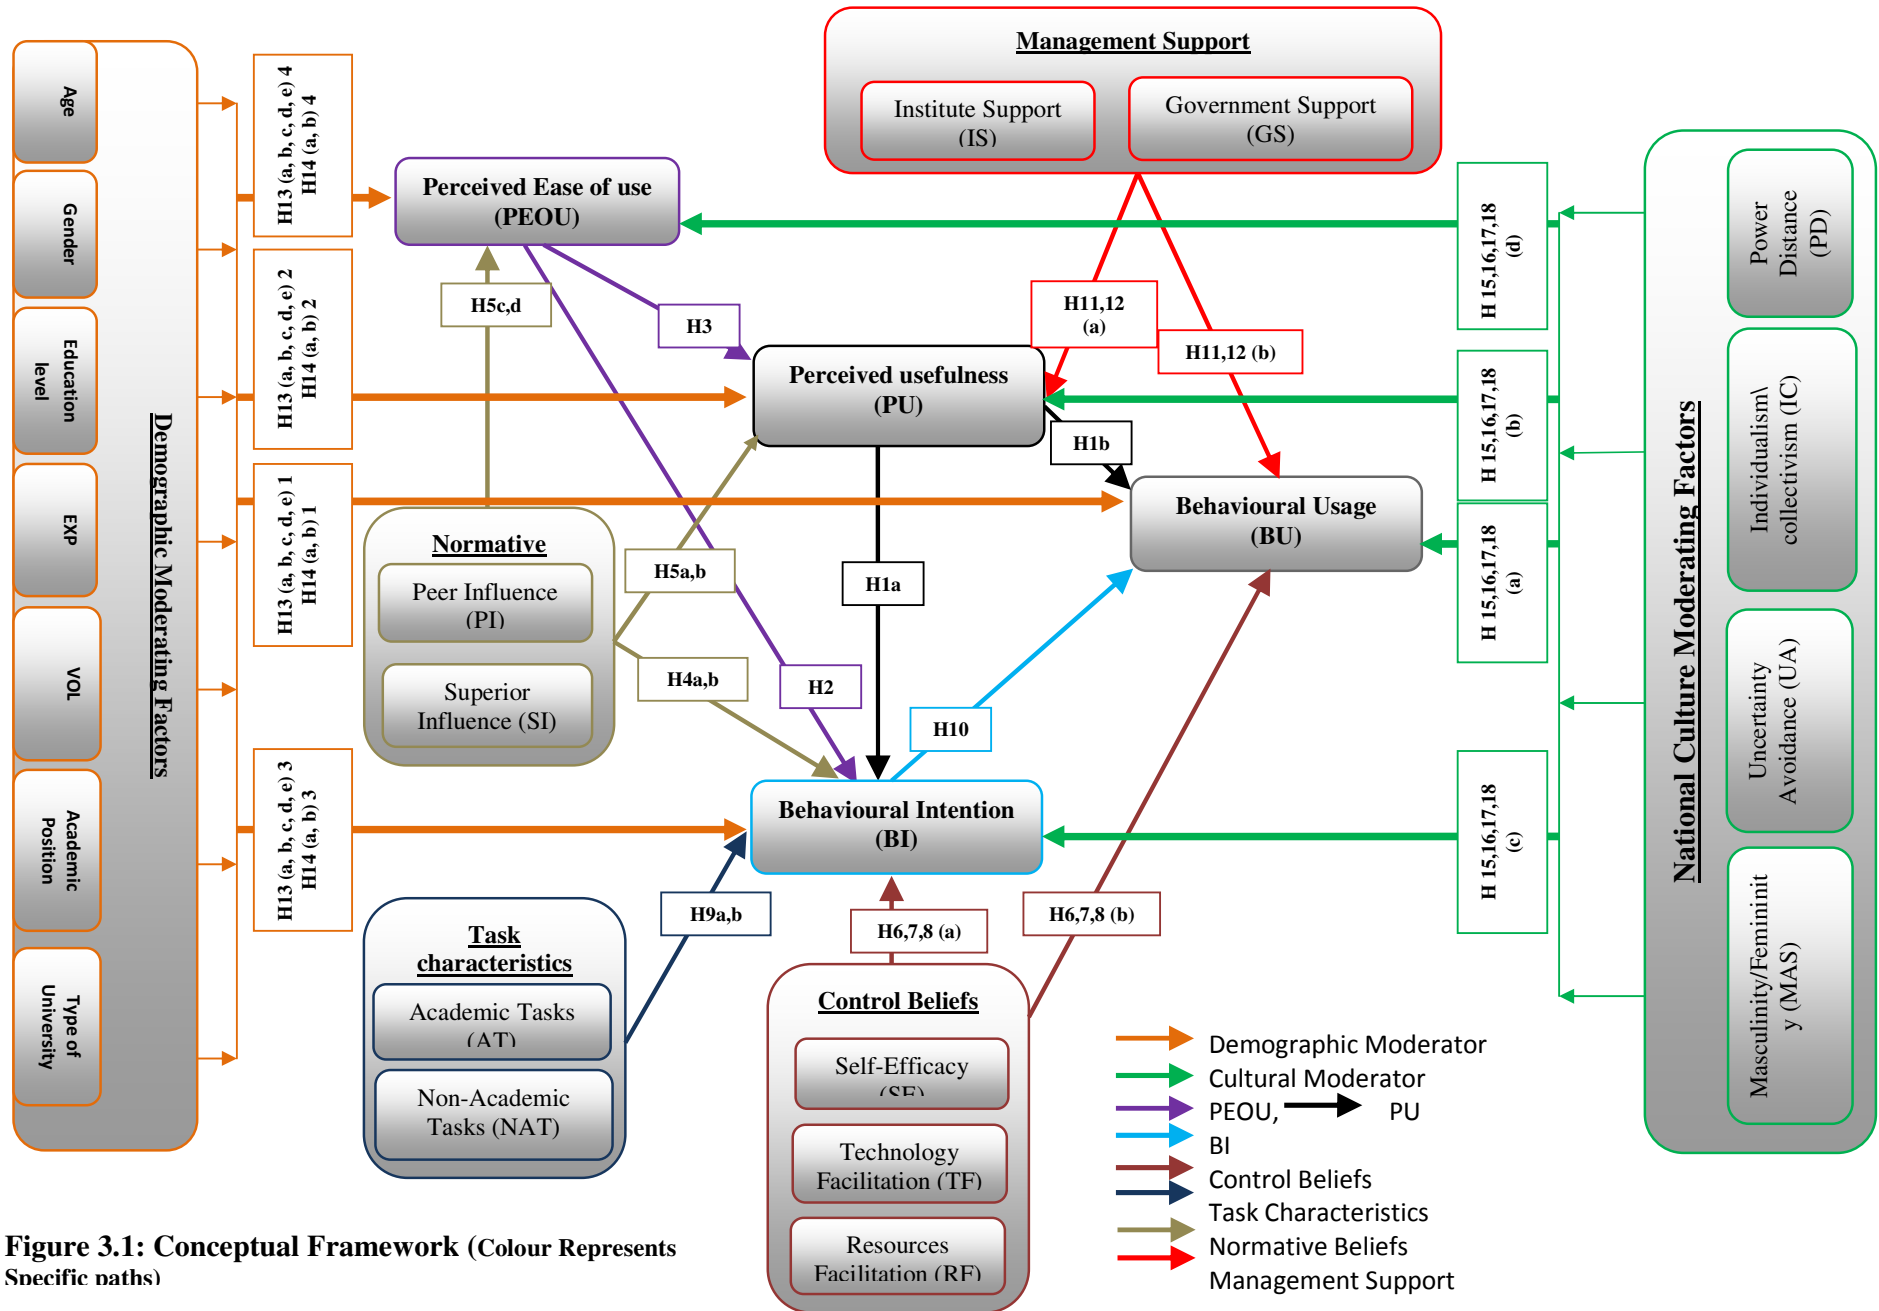 Demographic Moderating Factors
Age
Gender
Education
level
EXP
VOL
Academic
Position
Type of
University
H13 (a, b, c, d, e) 4
H14 (a, b) 4
H13 (a, b, c, d, e) 2
H14 (a, b) 2
H13 (a, b, c, d, e) 1
H14 (a, b) 1
H13 (a, b, c, d, e) 3
H14 (a, b) 3
Management Support
Institute Support
(IS)
Government Support
(GS)
Perceived Ease of use
(PEOU)
H5c,d
H3
H11,12
(a)
H11,12 (b)
Perceived usefulness
(PU)
H1b
Behavioural Usage
(BU)
Normative
Peer Influence
(PI)
Superior
Influence (SI)
H5a,b
H1a
H4a,b
H2
H10
Behavioural Intention
(BI)
H9a,b
H6,7,8 (a)
H6,7,8 (b)
Task
characteristics
Academic Tasks
(AT)
Non-Academic
Tasks (NAT)
Control Beliefs
Self-Efficacy
(SE)
Technology
Facilitation (TF)
Resources
Facilitation (RF)
H 15,16,17,18
(d)
H 15,16,17,18
(b)
H 15,16,17,18
(a)
H 15,16,17,18
(c)
National Culture Moderating Factors
Power
Distance
(PD)
Individualism\
collectivism (IC)
Uncertainty
Avoidance (UA)
Masculinity/Femininit
y (MAS)
Demographic Moderator
Cultural Moderator
PEOU, PU
BI
Control Beliefs
Task Characteristics
Normative Beliefs
Management Support
Figure 3.1: Conceptual Framework (Colour Represents
Specific paths)